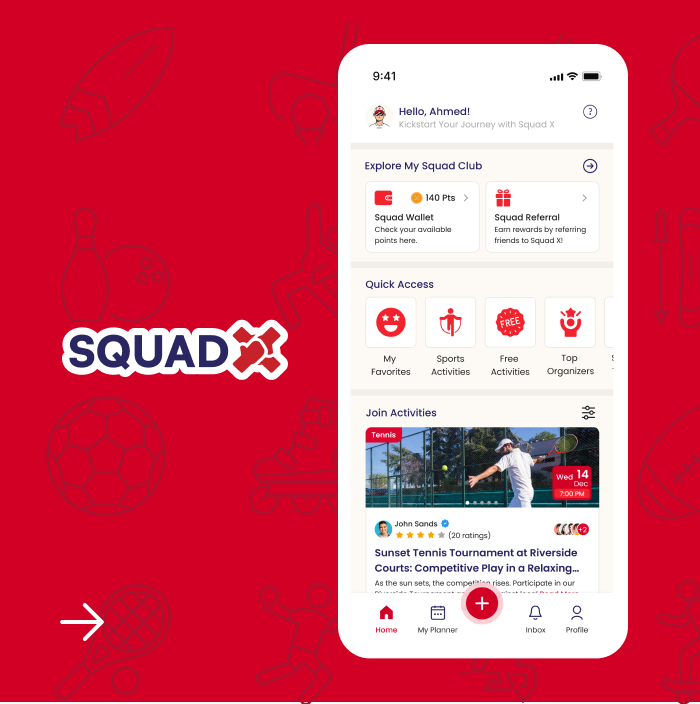 SQUAD X
9:41
Hello, Ahmed!
Kickstart Your Journey with Squad X
?
Explore My Squad Club
140 Pts
Squad Wallet
Check your available
points here.
Squad Referral
Earn rewards by referring
friends to Squad X!
Quick Access
FREE
My
Favorites
Sports
Activities
Free
Activities
Top
Organizers
Join Activities
Tennis
Wed 14
Dec
7:00 PM
John Sands
(20 ratings)
+2
Sunset Tennis Tournament at Riverside
Courts: Competitive Play in a Relaxing...
As the sun sets, the competition rises. Participate in our
Home
My Planner
+
Inbox
Profile